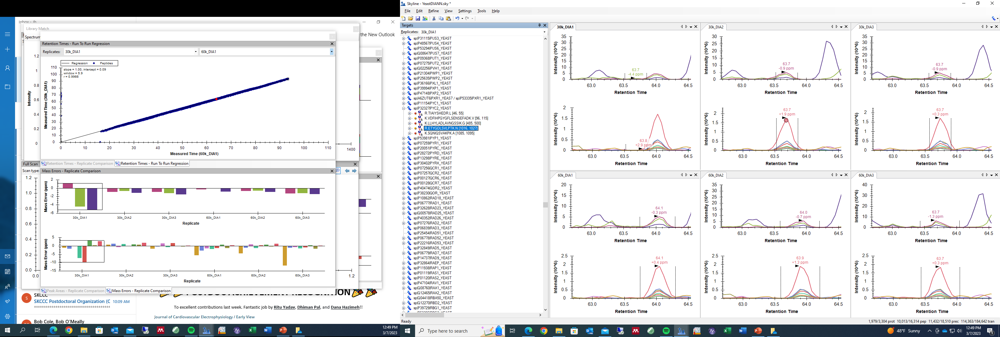 Inbox - jh
Library Match
Spectrum
the New Outlook
Retention Times - Run To Run Regression
Replicates: 30k_DIA1 60k_DIA1
Regression Peptides
slope = 1.00, intercept = 0.09
window = 5.9
r = 0.9966
Measured Time (30k_DIA1)
110
100
90
80
70
60
50
40
30
20
10
0
0 10 20 30 40 50 60 70 80 90 100 110
1400
Measured Time (60k_DIA1)
Intensity
1.2
1
0.8
0.6
0.4
0.2
0
Retention Times - Replicate Comparison Retention Times - Run To Run Regression
Full Scan
Scan type:
Mass Errors - Replicate Comparison
Mass Error (ppm)
2
0
-2
-4
-6
30k_DIA1 30k_DIA2 30k_DIA3 60k_DIA1 60k_DIA2 60k_DIA3
Replicate
Mass Error (ppm)
5
0
-5
-10
-15
30k_DIA1 30k_DIA2 30k_DIA3 60k_DIA1 60k_DIA2 60k_DIA3
Replicate
1.2
1.0
0.8
0.6
0.4
0.2
0.0
0.0 1.2
Peak Areas - Replicate Comparison Mass Errors - Replicate Comparison
S SKCCC
SKCCC Postdoctoral Organization (C 10:09 AM
Bob Cole, Bob O'Meally
POSTDOC ACHIEVEMENT RECOGNITION
To excellent contributions last week. Fantastic job by Ritu Yadav, Dhiman Pal, and Dana Hazimeh!!
Journal of Cardiovascular Electrophysiology / Early View
12:49 PM
3/7/2023
Skyline - YeastDIANN.sky *
File Edit Refine View Settings Tools Help
Targets
Replicates: 30k_DIA1
sp|P31115|PUS3_YEAST
sp|P48567|PUS4_YEAST
sp|P53294|PUS6_YEAST
sp|Q08647|PUS7_YEAST
sp|P09368|PUT1_YEAST
sp|P07275|PUT2_YEAST
sp|Q02256|PVH1_YEAST
sp|P21304|PWP1_YEAST
sp|P25635|PWP2_YEAST
sp|P36166|PXL1_YEAST
sp|P39994|PXP1_YEAST
sp|P47148|PXP2_YEAST
sp|A6ZUT6|PXR1_YEAS7 / sp|P53335|PXR1_YEAST
sp|P11154|PYC1_YEAST
sp|P32327|PYC2_YEAST
R.TIAIYSHEDR.L [46, 55]
K.VDFIHPGYGFLSENSEFADK.V [96, 115]
K.LLHYLADLAVNGSSIK.G [485, 500]
R.ETYGDLSVLPTK.N [1016, 1027]
K.SQNIQSVAKPK.A [1085, 1095]
sp|P53981|PYP1_YEAST
sp|P07259|PYR1_YEAST
sp|P20051|PYRC_YEAST
sp|P28272|PYRD_YEAST
sp|P13298|PYRE_YEAST
sp|P30402|PYRX_YEAST
sp|P07256|QCR1_YEAST
sp|P07257|QCR2_YEAST
sp|P00127|QCR6_YEAST
sp|P00128|QCR7_YEAST
sp|P40474|QDR2_YEAST
sp|P38230|QOR_YEAST
sp|P10862|RAD18_YEAST
sp|P06777|RAD1_YEAST
sp|P32628|RAD23_YEAST
sp|Q00578|RAD25_YEAST
sp|P40352|RAD26_YEAST
sp|P07276|RAD2_YEAST
sp|P06839|RAD3_YEAST
sp|P25454|RAD51_YEAST
sp|P06778|RAD52_YEAST
sp|P22216|RAD53_YEAST
sp|P32849|RAD5_YEAST
sp|P06779|RAD7_YEAST
sp|P14737|RAD9_YEAST
sp|P32864|RAEP_YEAST
sp|P11938|RAP1_YEAST
sp|P01119|RAS1_YEAST
sp|P01120|RAS2_YEAST
sp|P47104|RAV1_YEAST
sp|Q08760|RAX1_YEAST
sp|Q12465|RAX2_YEAST
sp|Q04418|RBA50_YEAST
sp|Q12270|RBD2_YEAST
sp|P39729|RBG1_YEAST
Ready
30k_DIA1
Intensity (10^6)
35
30
25
20
15
10
5
0
63.7
-4.4 ppm
63.0 63.5 64.0 64.5
Retention Time
Intensity (10^6)
2
1.5
1
0.5
0
63.8
+2.9 ppm
63.0 63.5 64.0 64.5
Retention Time
30k_DIA2
Intensity (10^6)
30
25
20
15
10
5
0
63.7
-0.9 ppm
63.0 63.5 64.0 64.5
Retention Time
Intensity (10^6)
2
1.5
1
0.5
0
63.7
+1.9 ppm
63.0 63.5 64.0 64.5
Retention Time
30k_DIA3
Intensity (10^6)
35
30
25
20
15
10
5
0
63.7
-0.9 ppm
63.0 63.5 64.0 64.5
Retention Time
Intensity (10^6)
2
1.5
1
0.5
0
63.7
+0.3 ppm
63.0 63.5 64.0 64.5
Retention Time
60k_DIA1
Intensity (10^6)
20
15
10
5
0
64.1
-0.3 ppm
63.0 63.5 64.0 64.5
Retention Time
Intensity (10^6)
2.5
2
1.5
1
0.5
0
64.1
+0.4 ppm
63.0 63.5 64.0 64.5
Retention Time
60k_DIA2
Intensity (10^6)
35
30
25
20
15
10
5
0
64.0
-0.7 ppm
63.0 63.5 64.0 64.5
Retention Time
Intensity (10^6)
2.5
2
1.5
1
0.5
0
63.9
+1.3 ppm
63.0 63.5 64.0 64.5
Retention Time
60k_DIA3
Intensity (10^6)
40
30
20
10
0
63.7
-1.3 ppm
63.0 63.5 64.0 64.5
Retention Time
Intensity (10^6)
2.5
2
1.5
1
0.5
0
63.7
+0.3 ppm
63.0 63.5 64.0 64.5
Retention Time
1,979/3,304 prot 10,013/16,314 pep 11,432/18,510 prec 114,363/184,642 tran
Type here to search
48°F Sunny
12:49 PM
3/7/2023